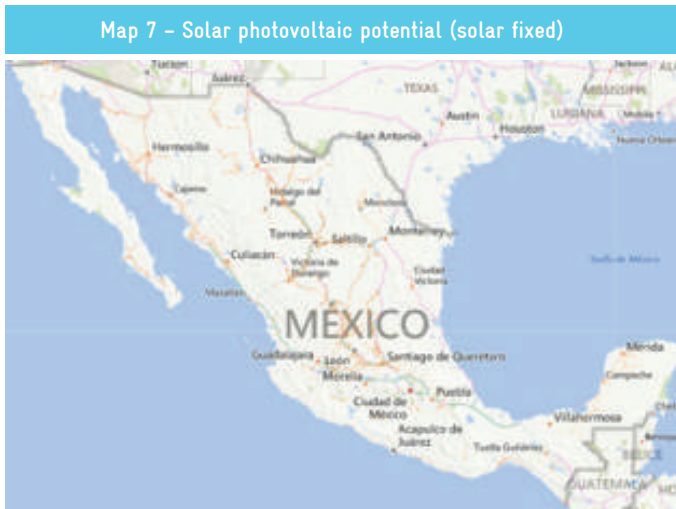 Map 7 – Solar photovoltaic potential (solar fixed)
Tucson
Juárez
TEXAS
Jackson
MISSISSIPPI
Austin
Houston
San Antonio
Hermosillo
Chihuahua
Hidalgo del
Parral
Monclova
Torreón
Saltillo
Monterrey
Culiacán
Victoria de
Durango
Ciudad
Victoria
Golfo de México
Mazatlán
MÉXICO
Guadalajara
León
Santiago de Querétaro
Mérida
Morelia
Campeche
Ciudad de
México
Puebla
Villahermosa
Acapulco de
Juárez
Tuxtla Gutiérrez
BELICE
GUATEMALA
HO